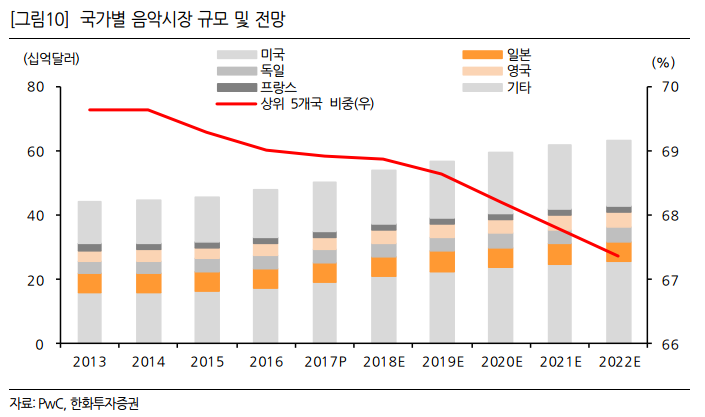 [그림10] 국가별 음악시장 규모 및 전망
(십억달러)
(%)
미국
일본
독일
영국
프랑스
기타
상위 5개국 비중(우)
80
60
40
20
0
70
69
68
67
66
2013 2014 2015 2016 2017P 2018E 2019E 2020E 2021E 2022E
자료: PwC, 한화투자증권